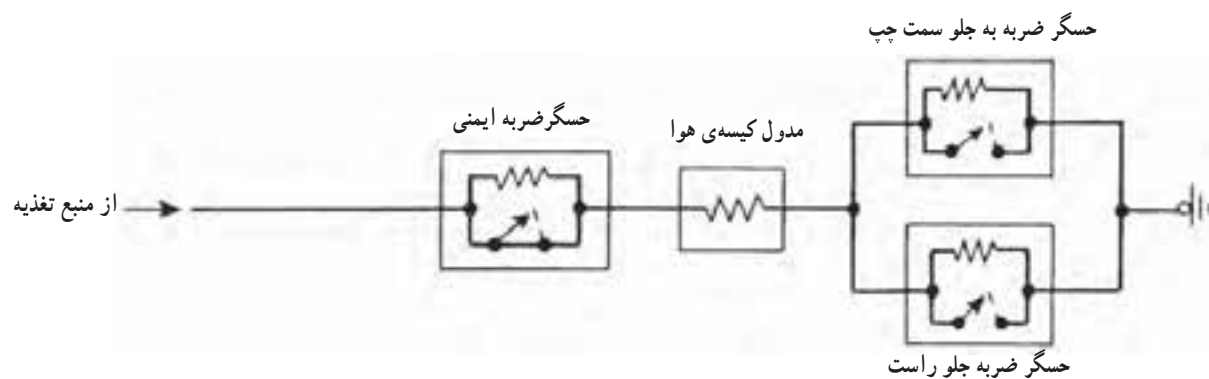 حسگر ضربه به جلو سمت چپ
حسگرضربه ایمنی
مدول کیسه‌ی هوا
از منبع تغذیه
حسگر ضربه جلو راست